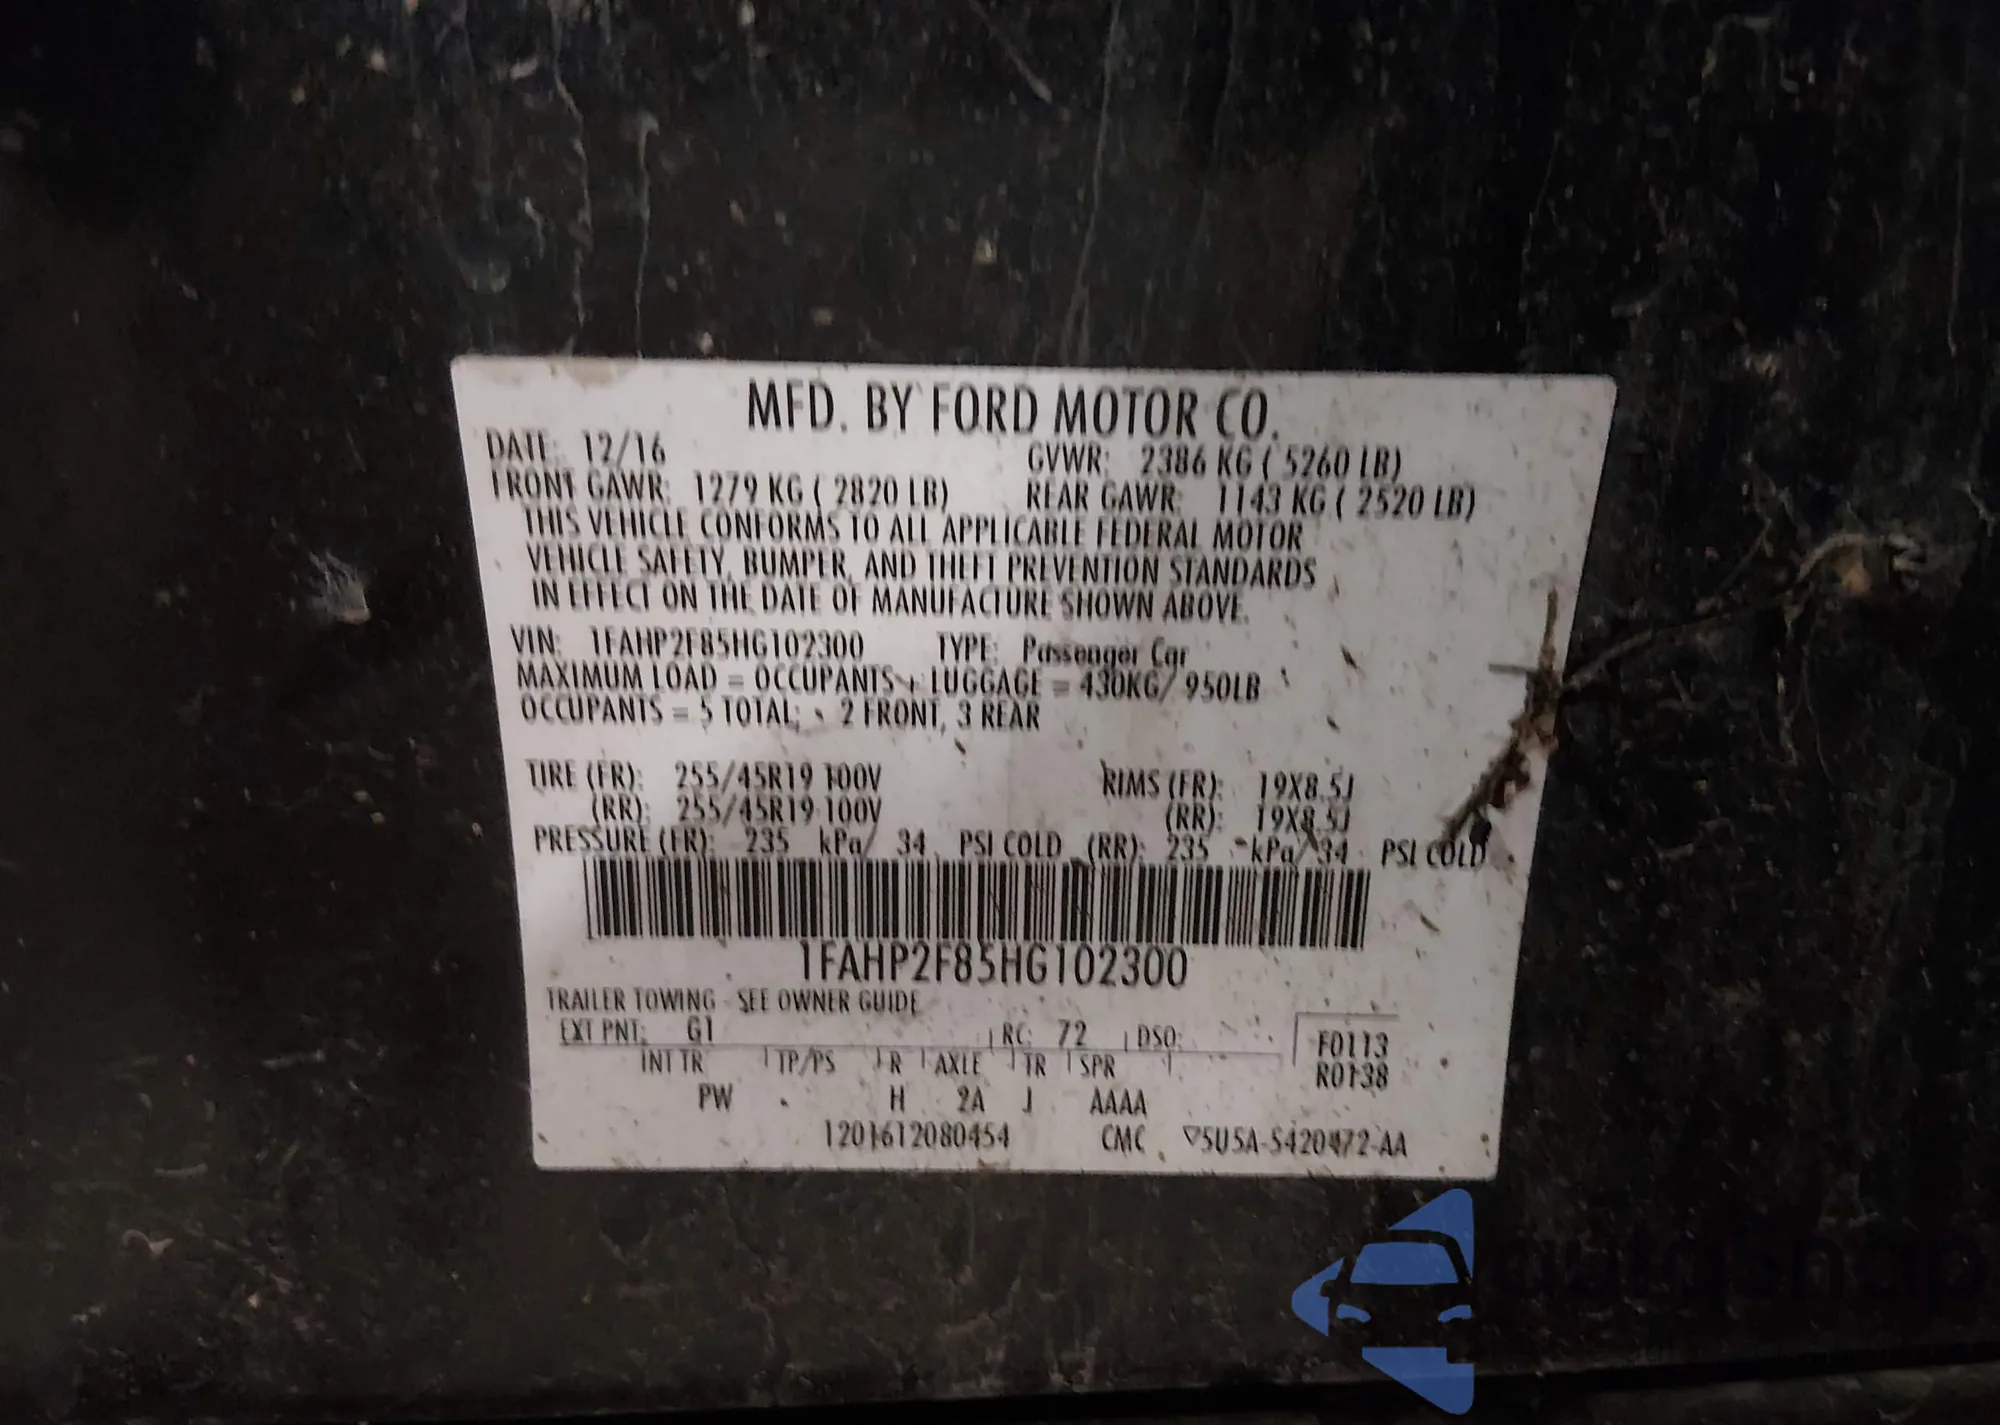 MFD. BY FORD MOTOR CO.
DATE: 12/16 GVWR: 2386 KG ( 5260 LB)
FRONT GAWR: 1279 KG ( 2820 LB) REAR GAWR: 1143 KG ( 2520 LB)
THIS VEHICLE CONFORMS TO ALL APPLICABLE FEDERAL MOTOR
VEHICLE SAFETY, BUMPER, AND THEFT PREVENTION STANDARDS
IN EFFECT ON THE DATE OF MANUFACTURE SHOWN ABOVE.
VIN: 1FAHP2F85HG102300 TYPE: Passenger Car
MAXIMUM LOAD = OCCUPANTS + LUGGAGE = 430KG/ 950LB
OCCUPANTS = 5 TOTAL; 2 FRONT, 3 REAR
TIRE (FR): 255/45R19 100V RIMS (FR): 19X8.5J
(RR): 255/45R19 100V (RR): 19X8.5J
PRESSURE (FR): 235 kPa/ 34 PSI COLD (RR): 235 kPa/ 34 PSI COLD
1FAHP2F85HG102300
TRAILER TOWING - SEE OWNER GUIDE
EXT PNT: G1 RC: 72 DSO: F0113
INT TR TP/PS R AXLE TR SPR R0138
PW H 2A J AAAA
1201612080454 CMC ▽5U5A-5420472-AA